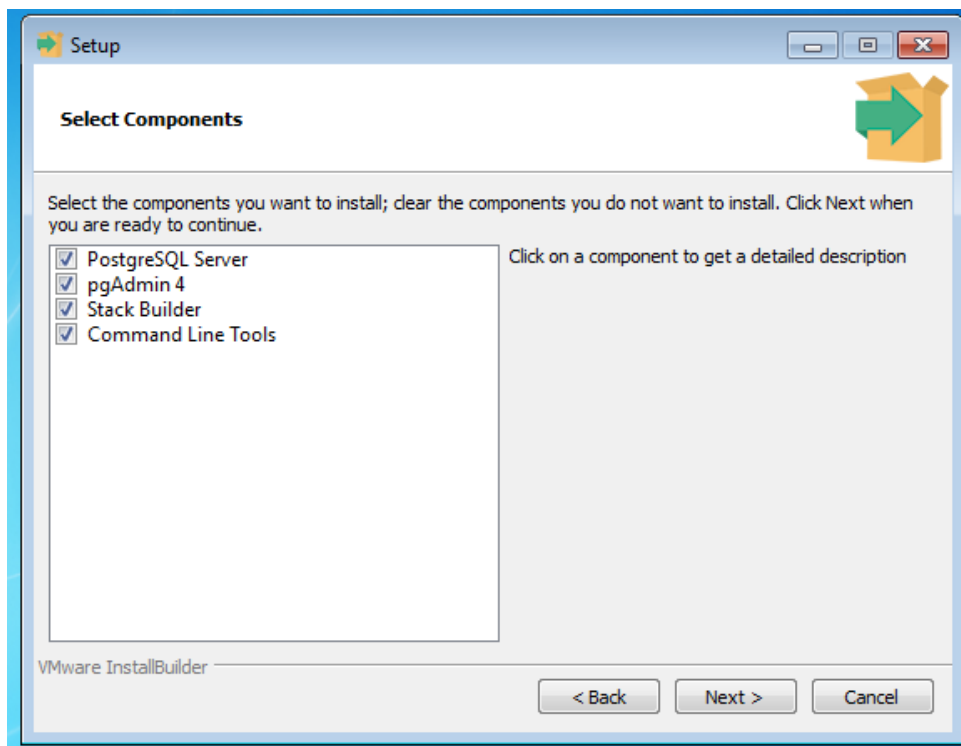 Setup
Select Components
Select the components you want to install; clear the components you do not want to install. Click Next when
you are ready to continue.
PostgreSQL Server
pgAdmin 4
Stack Builder
Command Line Tools
Click on a component to get a detailed description
VMware InstallBuilder
< Back
Next >
Cancel